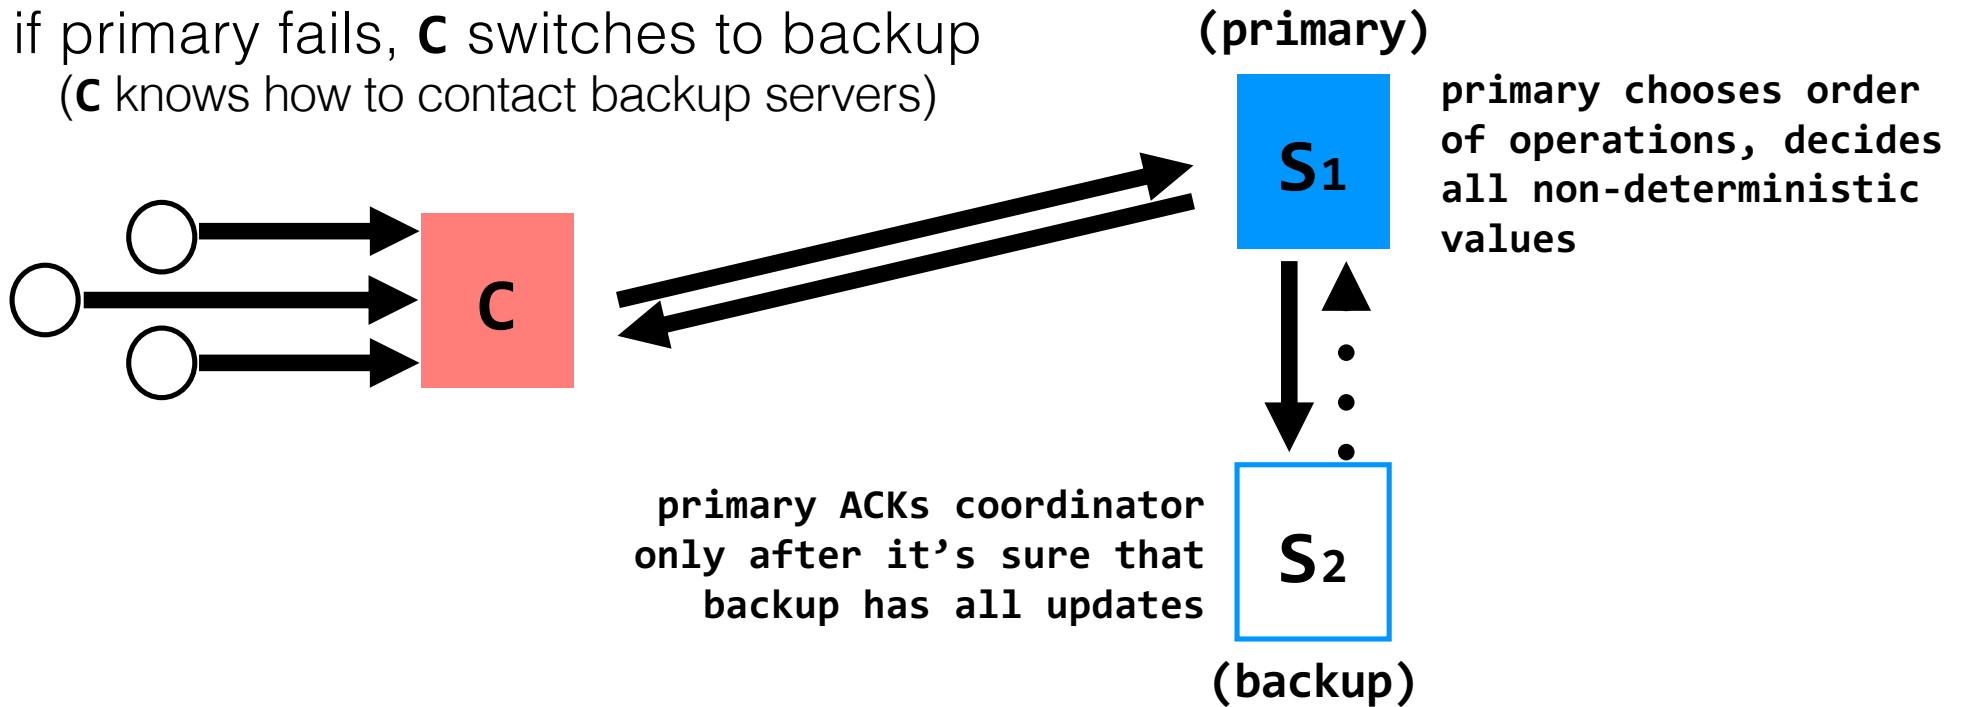 if primary fails, C switches to backup
(C knows how to contact backup servers)
(primary)
S1
primary chooses order
of operations, decides
all non-deterministic
values
C
primary ACKs coordinator
only after it’s sure that
backup has all updates
S2
(backup)